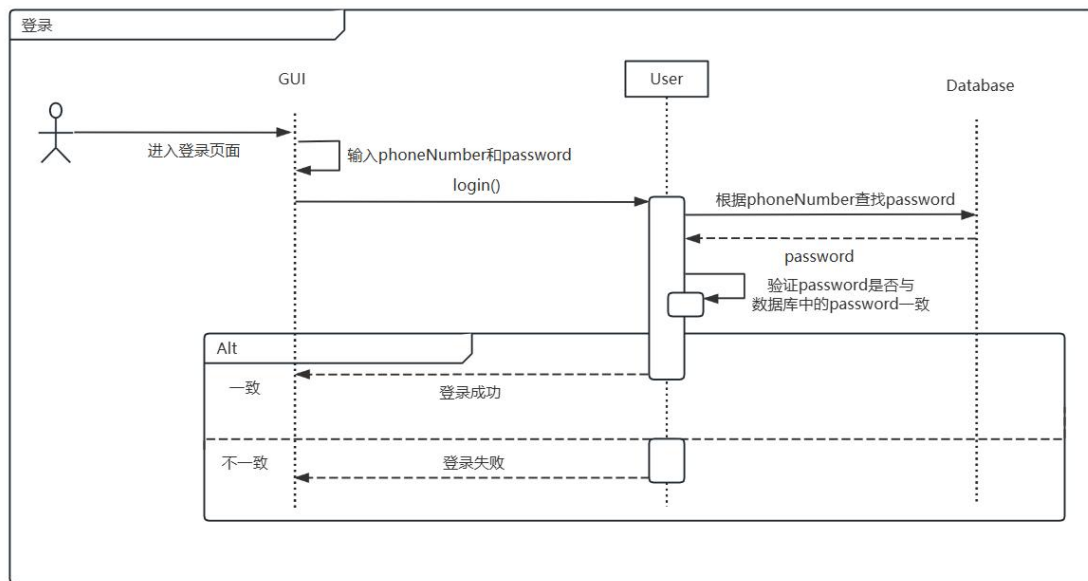 登录
GUI
User
Database
进入登录页面
输入phoneNumber和password
login()
根据phoneNumber查找password
password
验证password是否与
数据库中的password一致
Alt
一致
登录成功
不一致
登录失败